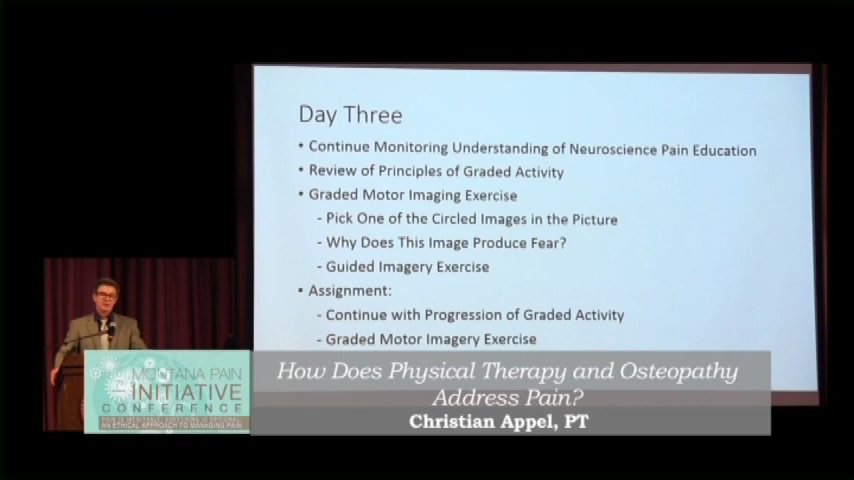 Day Three
• Continue Monitoring Understanding of Neuroscience Pain Education
• Review of Principles of Graded Activity
• Graded Motor Imaging Exercise
- Pick One of the Circled Images in the Picture
- Why Does This Image Produce Fear?
- Guided Imagery Exercise
• Assignment:
- Continue with Progression of Graded Activity
- Graded Motor Imagery Exercise
MONTANA PAIN
INITIATIVE
CONFERENCE
AN ETHICAL APPROACH TO MANAGING PAIN
How Does Physical Therapy and Osteopathy
Address Pain?
Christian Appel, PT